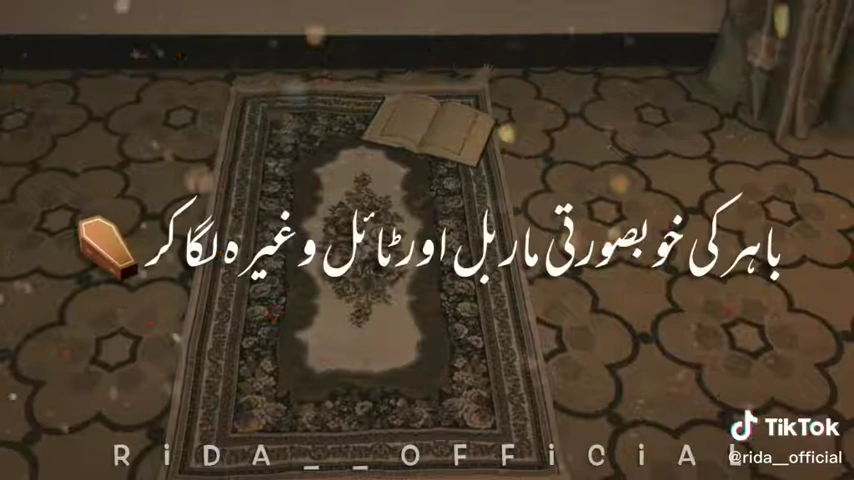 باہر کی خوبصورتی ماربل اور ٹائل وغیرہ لگا کر ⚰️
TikTok
RiDA__OFFiCiAL
@rida__official